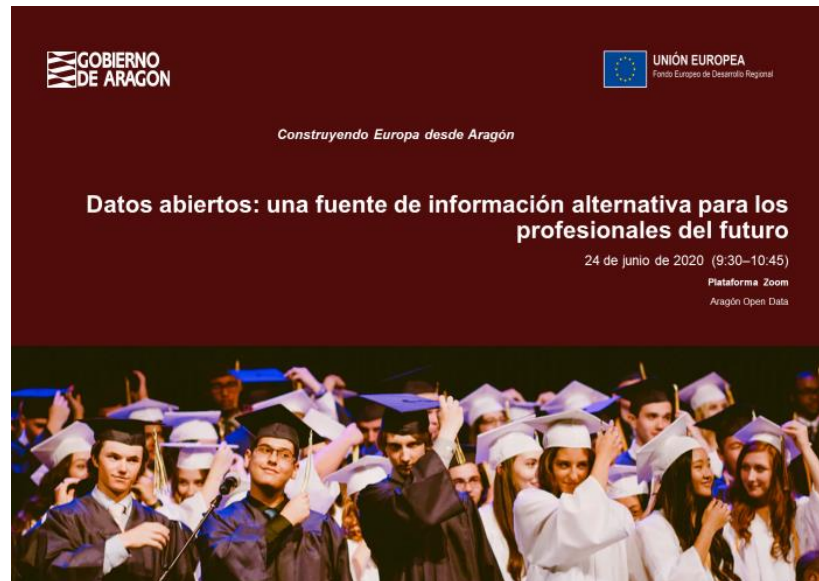 GOBIERNO
DE ARAGON
UNIÓN EUROPEA
Fondo Europeo de Desarrollo Regional
Construyendo Europa desde Aragón
Datos abiertos: una fuente de información alternativa para los
profesionales del futuro
24 de junio de 2020 (9:30–10:45)
Plataforma Zoom
Aragón Open Data